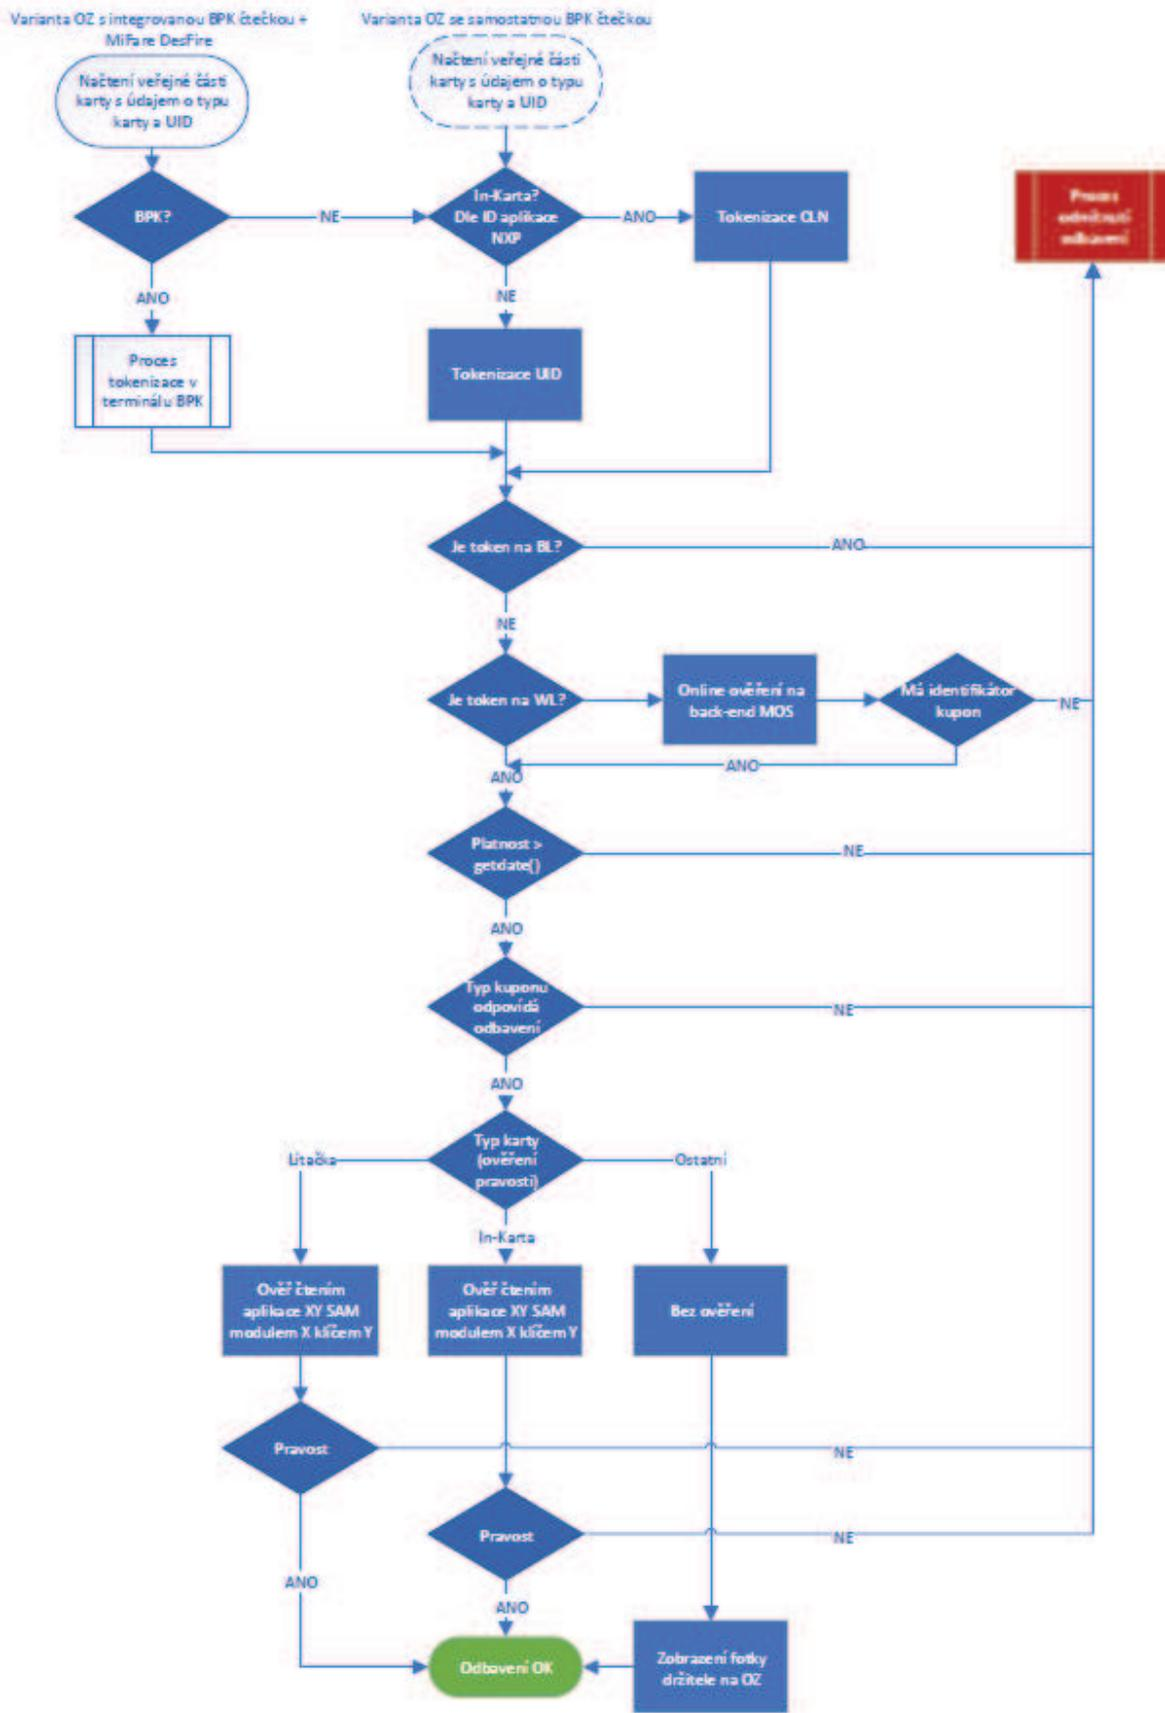 Varianta OZ s integrovanou BPK čtečkou +
MiFare DesFire
Varianta OZ se samostatnou BPK čtečkou
Načtení veřejné části
karty s údajem o typu
karty a UID
Načtení veřejné části
karty s údajem o typu
karty a UID
BPK?
NE
In-Karta?
Dle ID aplikace
NXP
ANO
Tokenizace CLN
Proces
odmítnutí
odbavení
ANO
NE
Proces
tokenizace v
terminálu BPK
Tokenizace UID
Je token na BL?
ANO
NE
Je token na WL?
Online ověření na
back-end MOS
Má identifikátor
kupon
NE
ANO
ANO
Platnost >
getdate()
NE
ANO
Typ kuponu
odpovídá
odbavení
NE
ANO
Typ karty
(ověření
pravosti)
Lítačka
Ostatní
In-Karta
Ověř čtením
aplikace XY SAM
modulem X klíčem Y
Ověř čtením
aplikace XY SAM
modulem X klíčem Y
Bez ověření
Pravost
NE
Pravost
NE
ANO
ANO
Odbavení OK
Zobrazení fotky
držitele na OZ